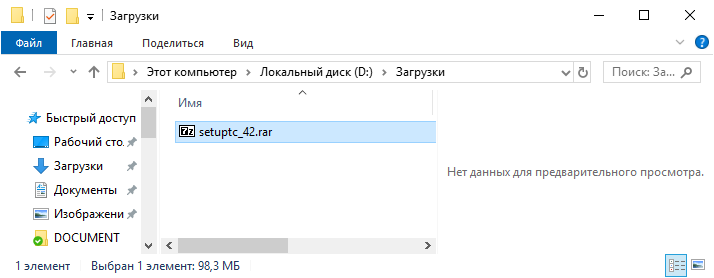 Загрузки
Файл Главная Поделиться Вид
Этот компьютер Локальный диск (D:) Загрузки Поиск: За...
Имя
Быстрый доступ
7z setuptc_42.rar
Рабочий сто.
Загрузки
Нет данных для предварительного просмотра.
Документы
Изображени
DOCUMENT
1 элемент Выбран 1 элемент: 98,3 МБ